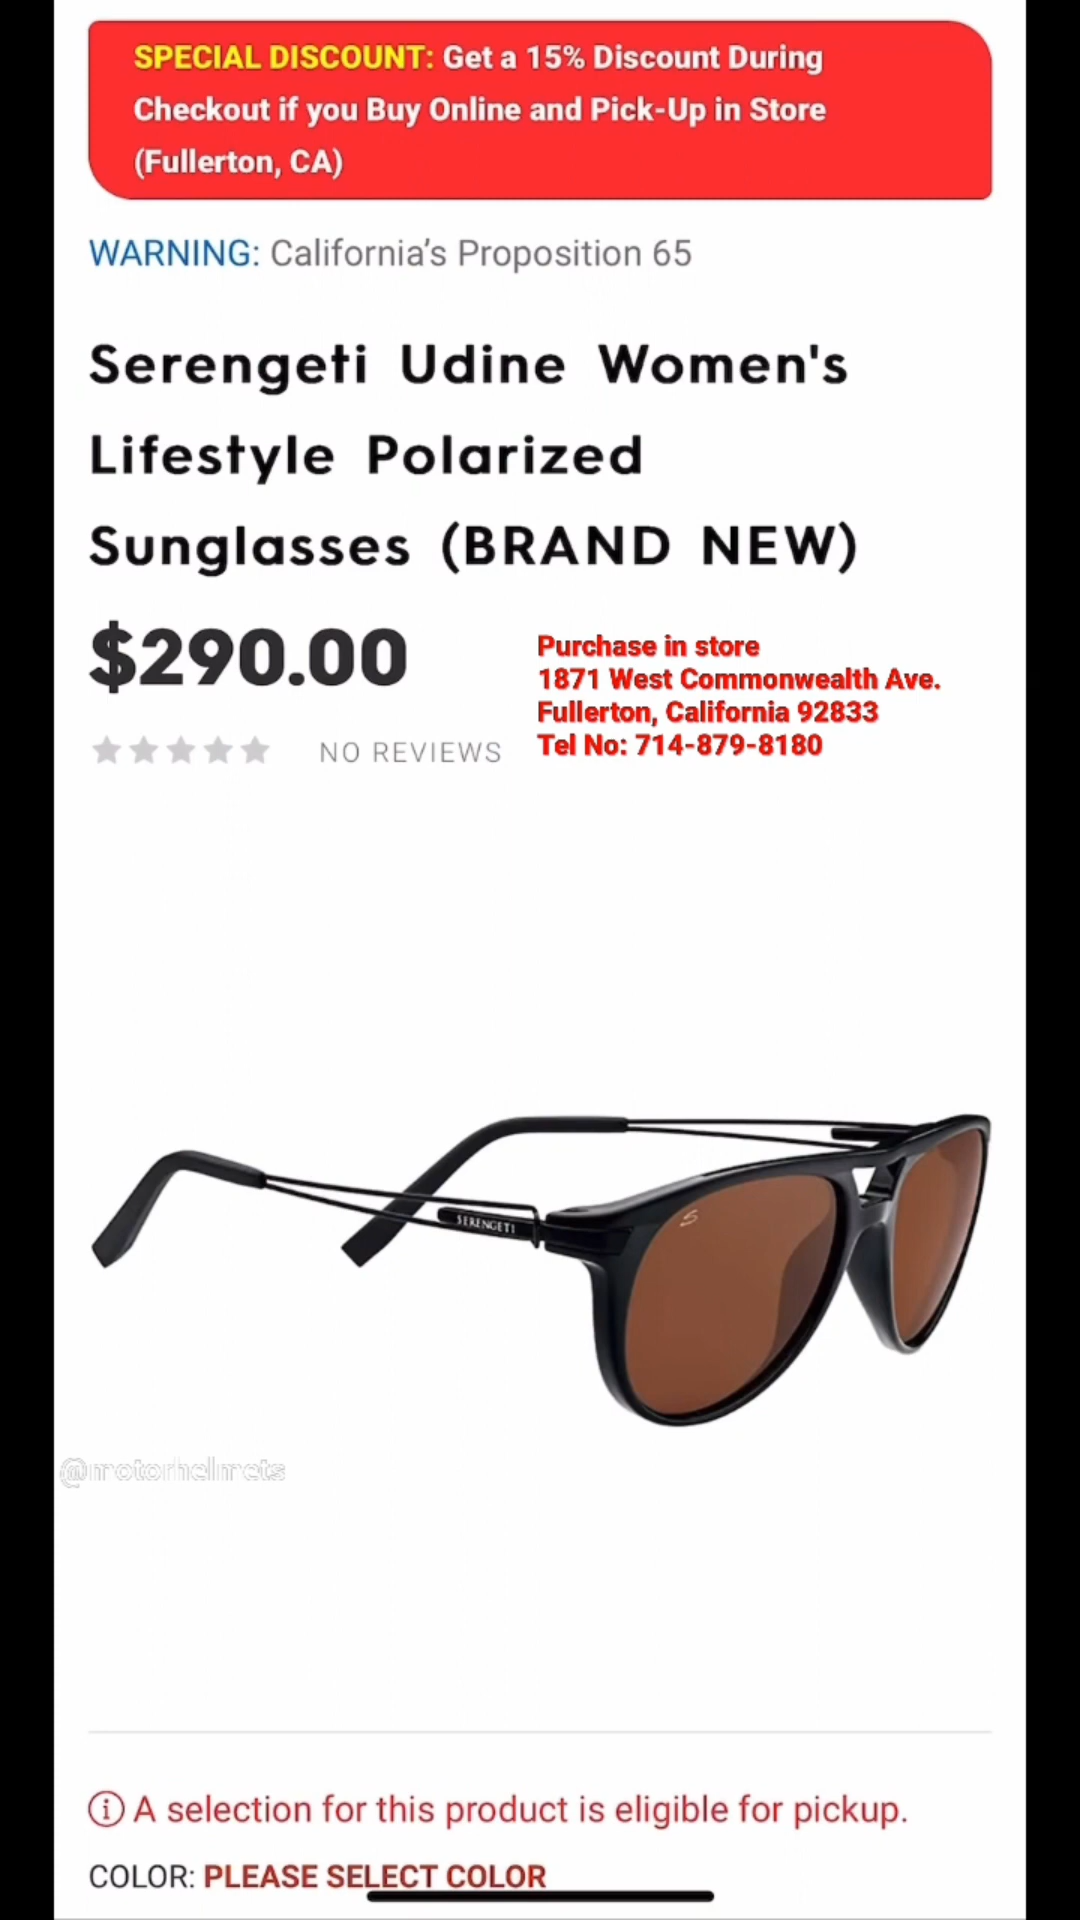 SPECIAL DISCOUNT: Get a 15% Discount During
Checkout if you Buy Online and Pick-Up in Store
(Fullerton, CA)
WARNING: California's Proposition 65
Serengeti Udine Women's
Lifestyle Polarized
Sunglasses (BRAND NEW)
$290.00
Purchase in store
1871 West Commonwealth Ave.
Fullerton, California 92833
Tel No: 714-879-8180
NO REVIEWS
SERENGETI
@motorhelmets
A selection for this product is eligible for pickup.
COLOR: PLEASE SELECT COLOR